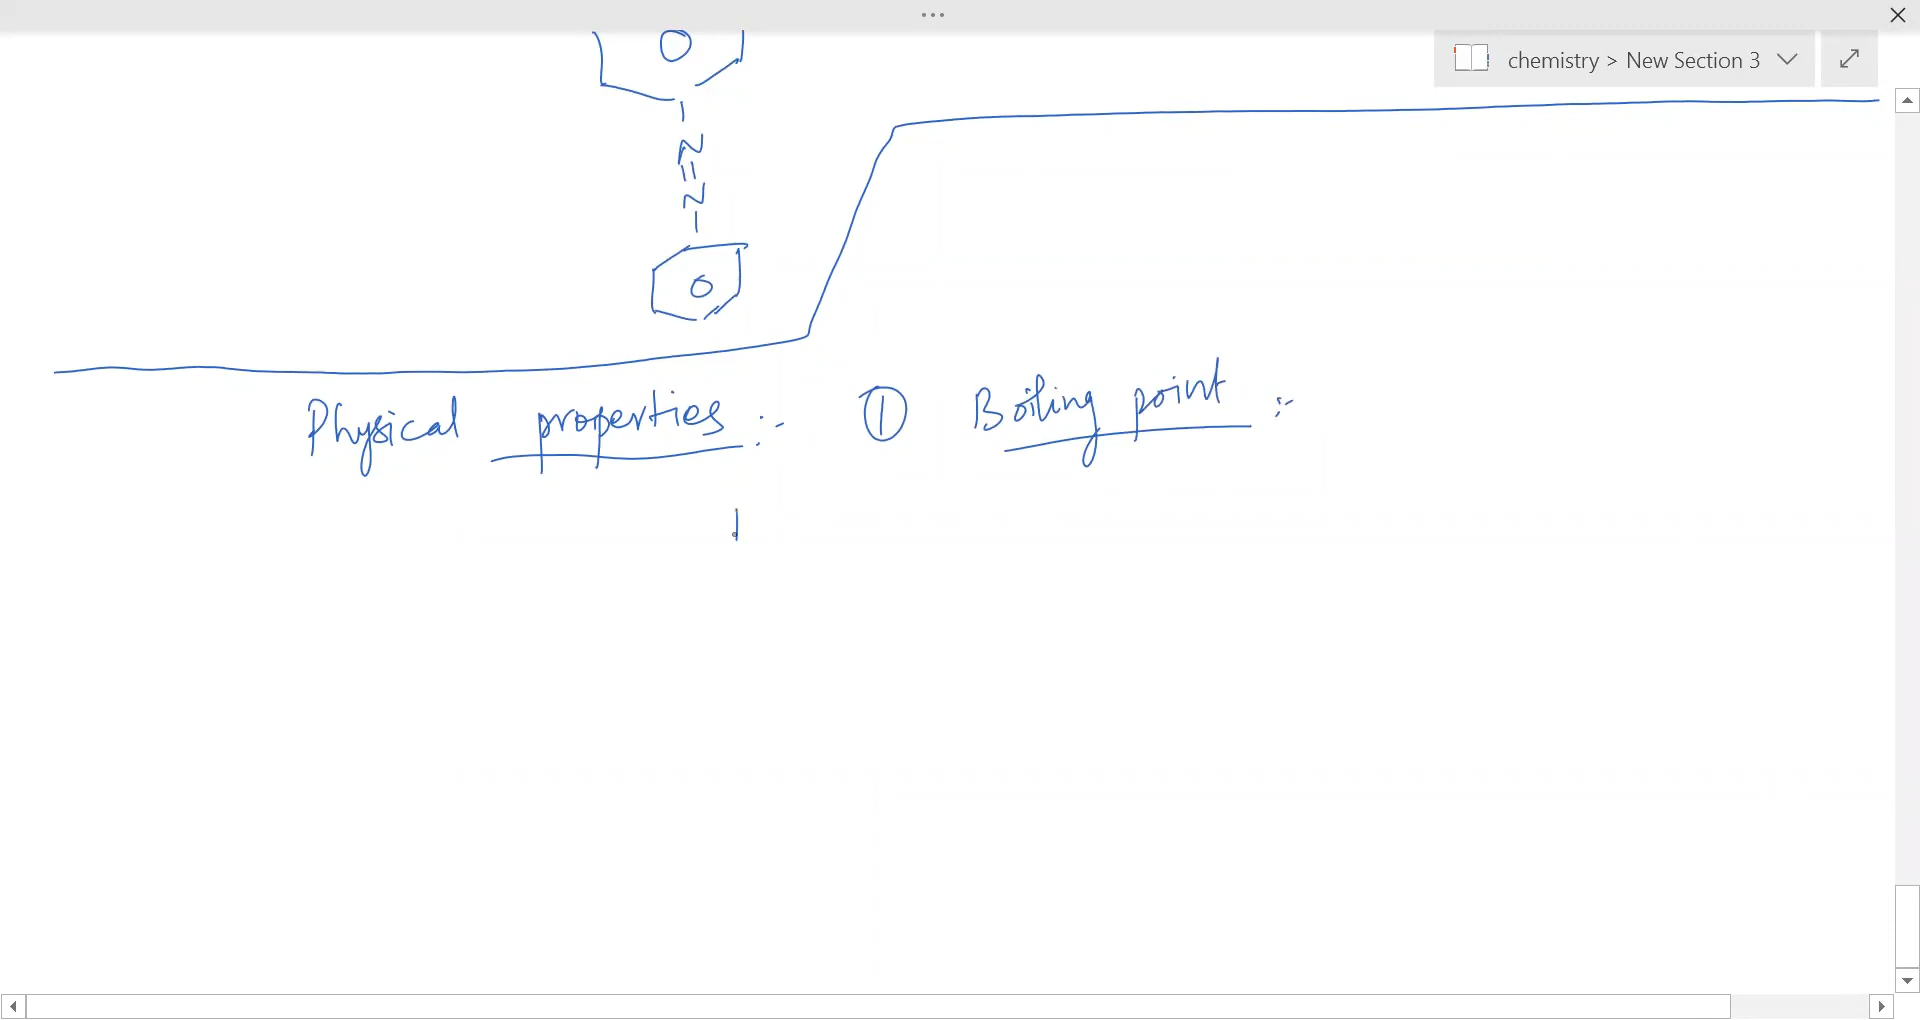 ...
chemistry > New Section 3
O
N
N
O
Physical properties :- ① Boiling point :-